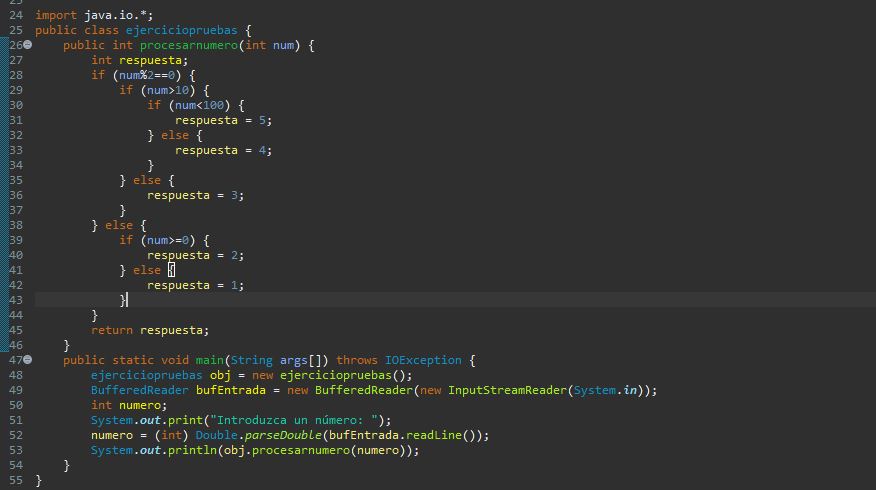 24 import java.io.*;
25 public class ejerciciopruebas {
26 public int procesarnumero(int num) {
27 int respuesta;
28 if (num%2==0) {
29 if (num>10) {
30 if (num<100) {
31 respuesta = 5;
32 } else {
33 respuesta = 4;
34 }
35 } else {
36 respuesta = 3;
37 }
38 } else {
39 if (num>=0) {
40 respuesta = 2;
41 } else {
42 respuesta = 1;
43 }
44 }
45 return respuesta;
46 }
47 public static void main(String args[]) throws IOException {
48 ejerciciopruebas obj = new ejerciciopruebas();
49 BufferedReader bufEntrada = new BufferedReader(new InputStreamReader(System.in));
50 int numero;
51 System.out.print("Introduzca un número: ");
52 numero = (int) Double.parseDouble(bufEntrada.readLine());
53 System.out.println(obj.procesarnumero(numero));
54 }
55 }